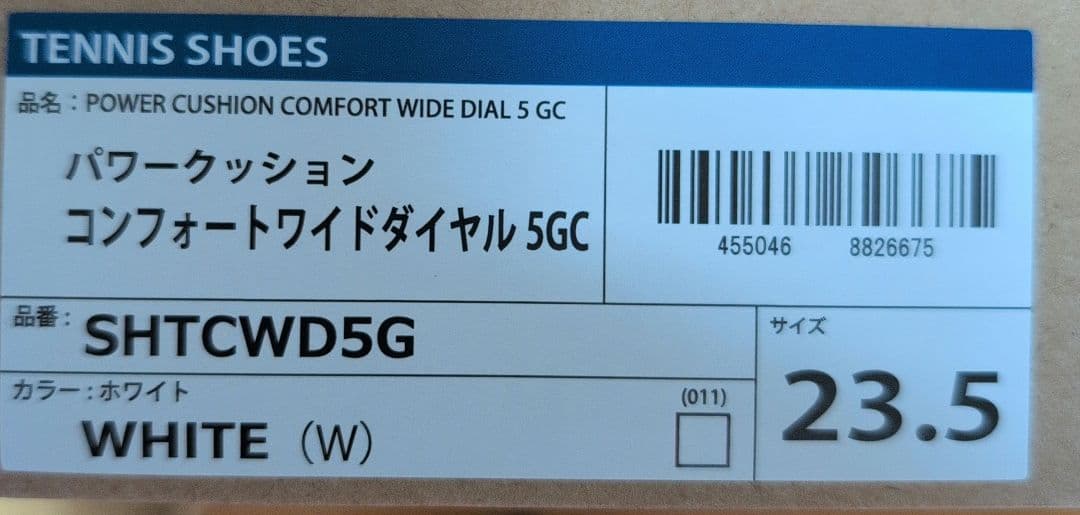 TENNIS SHOES
品名：POWER CUSHION COMFORT WIDE DIAL 5 GC
パワークッション
コンフォートワイドダイヤル 5GC
455046 8826675
品番：
SHTCWD5G
カラー：ホワイト
WHITE（W）
(011)
サイズ
23.5